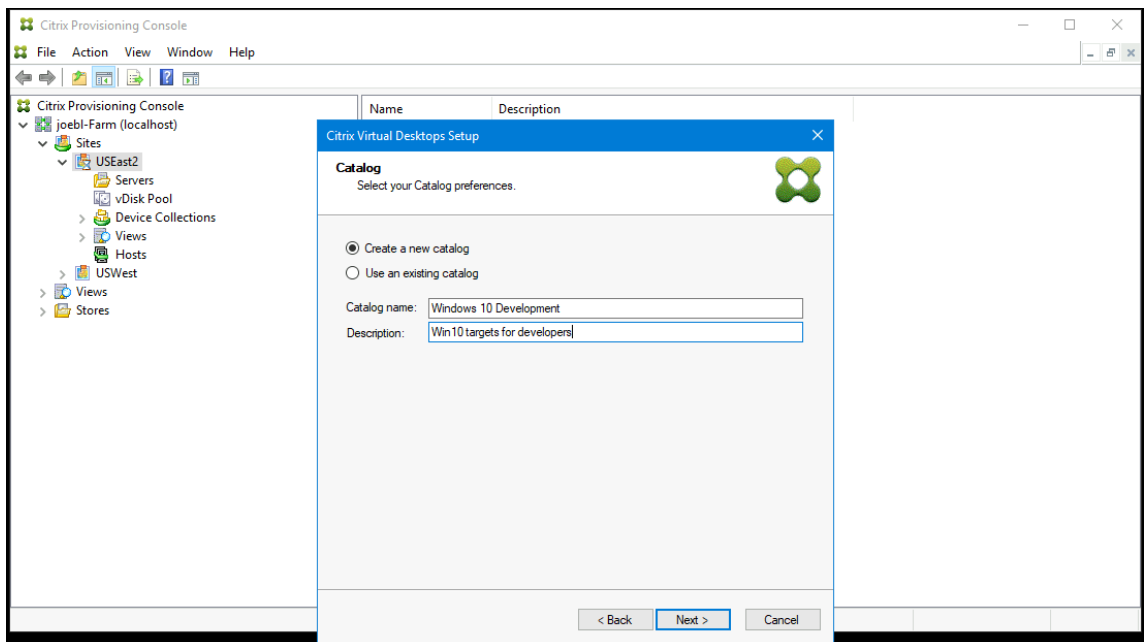 Citrix Provisioning Console
File Action View Window Help
Citrix Provisioning Console
joebl-Farm (localhost)
Sites
USEast2
Servers
vDisk Pool
Device Collections
Views
Hosts
USWest
Views
Stores
Name Description
Citrix Virtual Desktops Setup
Catalog
Select your Catalog preferences.
Create a new catalog
Use an existing catalog
Catalog name: Windows 10 Development
Description: Win10 targets for developers
< Back Next > Cancel